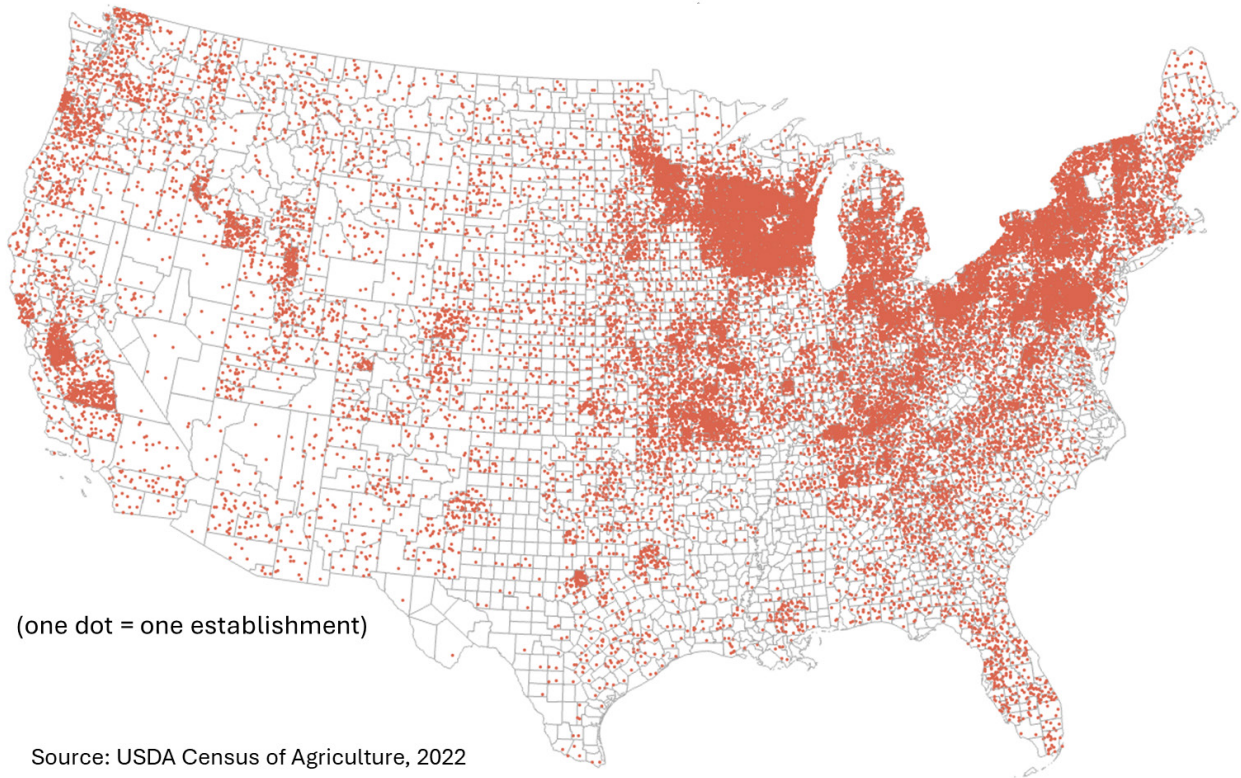 (one dot = one establishment)
Source: USDA Census of Agriculture, 2022